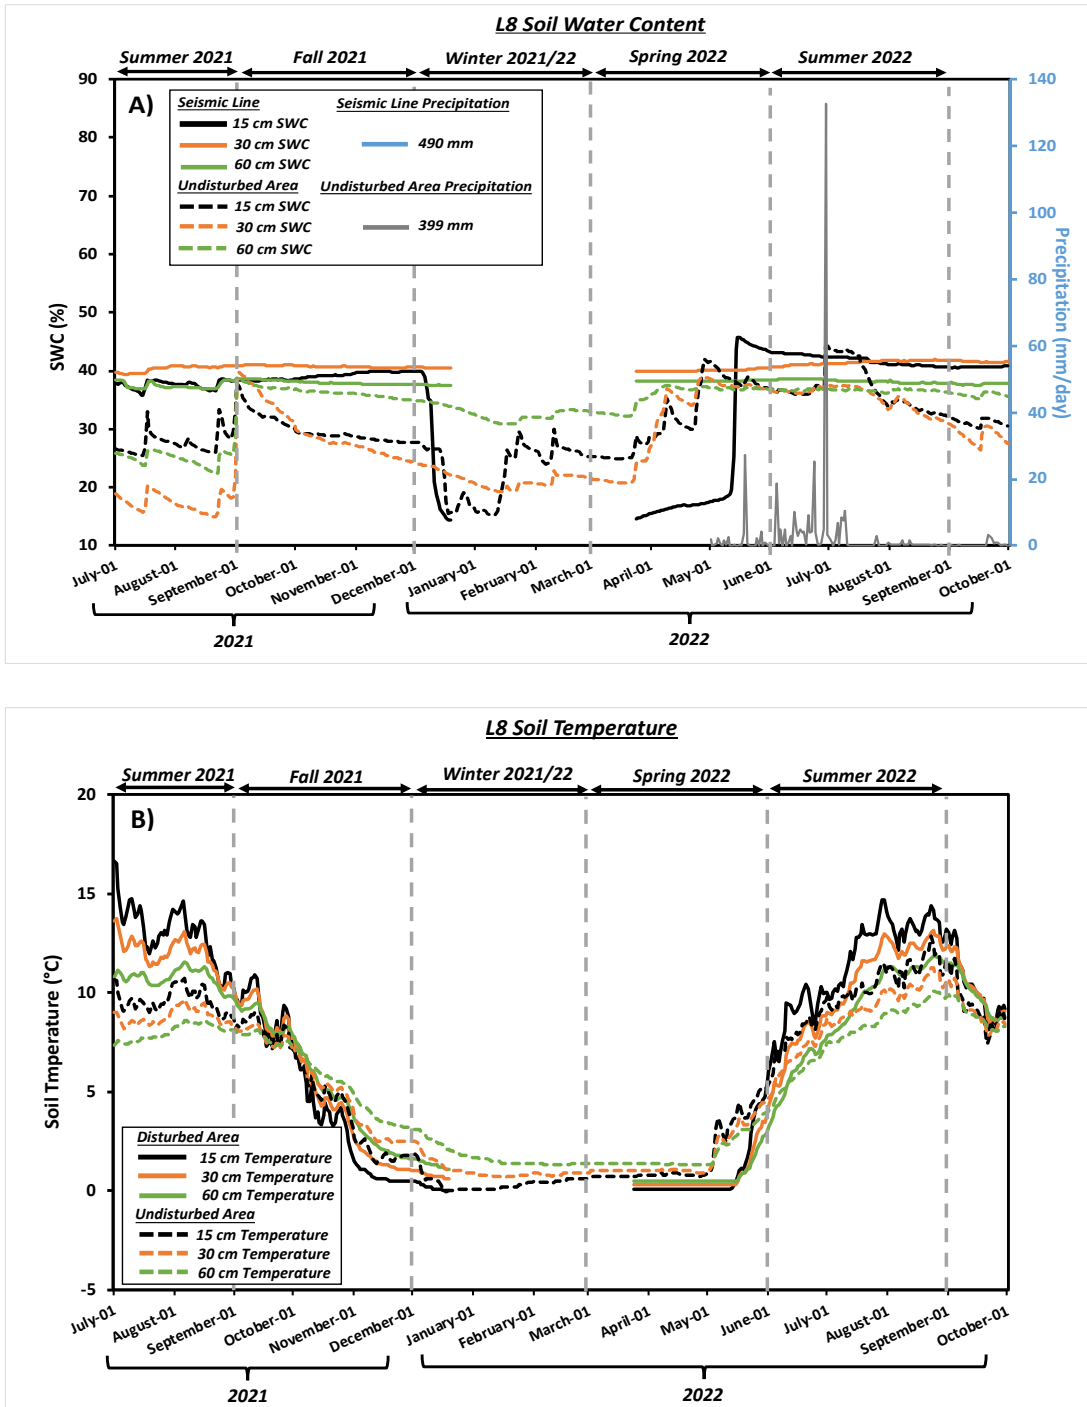 L8 Soil Water Content
Summer 2021 Fall 2021 Winter 2021/22 Spring 2022 Summer 2022
A)
Seismic Line Seismic Line Precipitation
15 cm SWC
30 cm SWC 490 mm
60 cm SWC
Undisturbed Area Undisturbed Area Precipitation
15 cm SWC
30 cm SWC 399 mm
60 cm SWC
SWC (%)
90
80
70
60
50
40
30
20
10
Precipitation (mm/day)
140
120
100
80
60
40
20
0
July-01 August-01 September-01 October-01 November-01 December-01 January-01 February-01 March-01 April-01 May-01 June-01 July-01 August-01 September-01 October-01
2021 2022
L8 Soil Temperature
Summer 2021 Fall 2021 Winter 2021/22 Spring 2022 Summer 2022
B)
Soil Tmperature (°C)
20
15
10
5
0
-5
Disturbed Area
15 cm Temperature
30 cm Temperature
60 cm Temperature
Undisturbed Area
15 cm Temperature
30 cm Temperature
60 cm Temperature
July-01 August-01 September-01 October-01 November-01 December-01 January-01 February-01 March-01 April-01 May-01 June-01 July-01 August-01 September-01 October-01
2021 2022